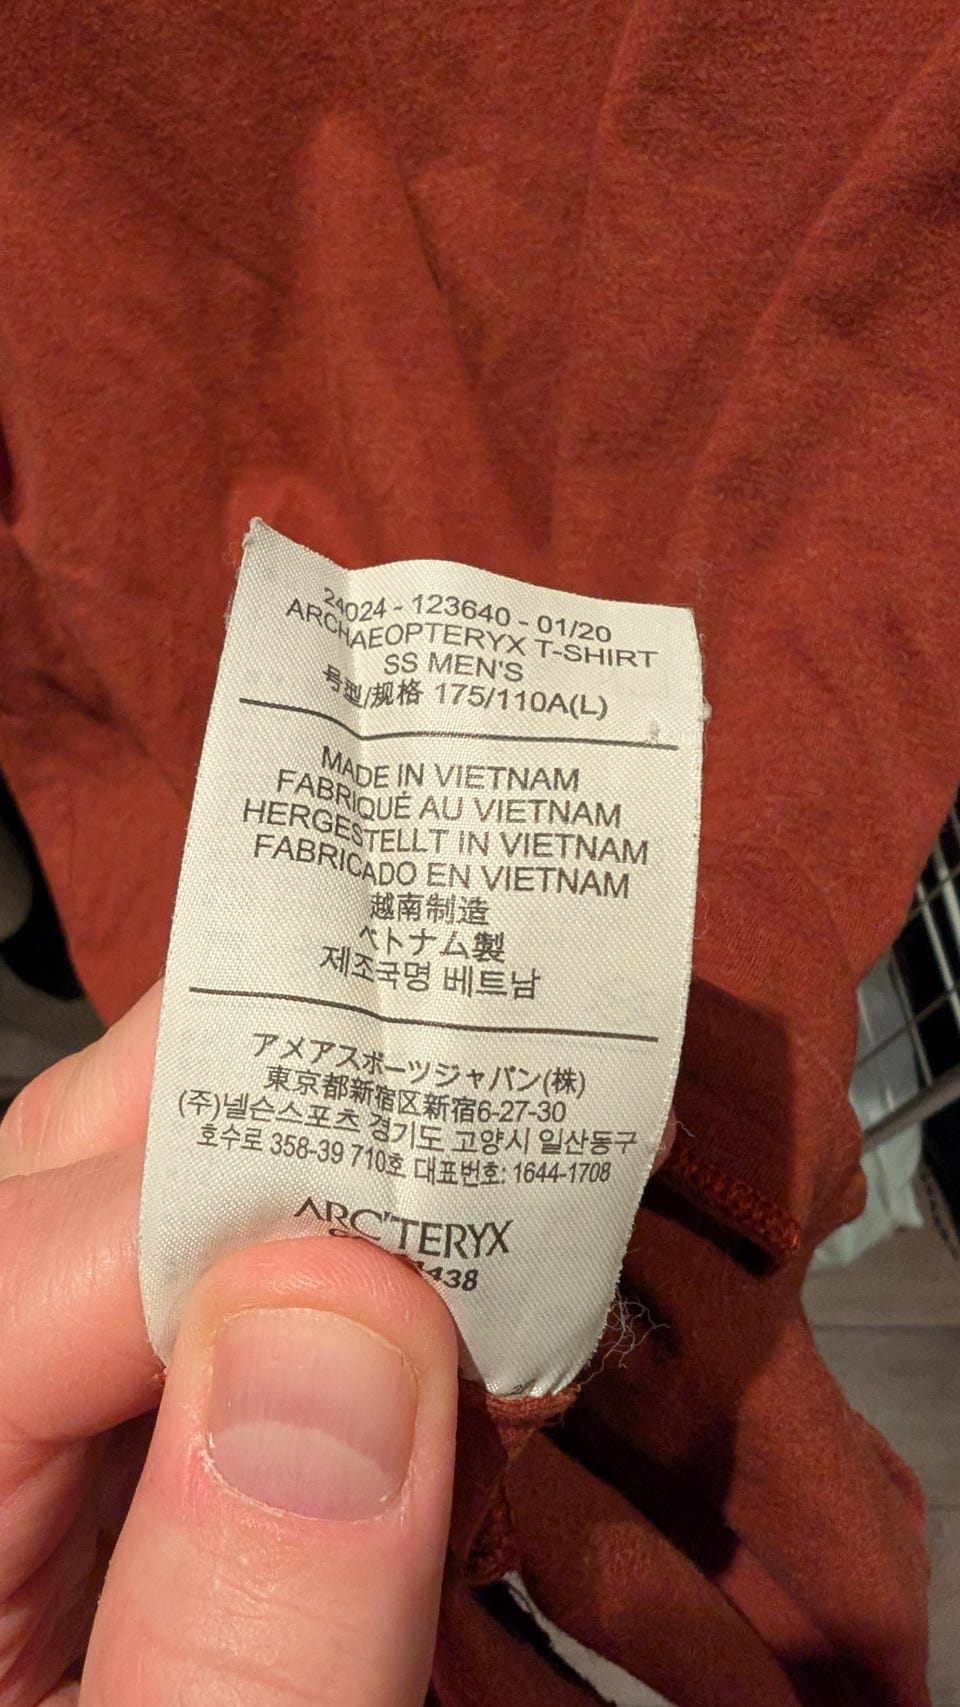 24024 - 123640 - 01/20
ARCHAEOPTERYX T-SHIRT
SS MEN'S
号型/规格 175/110A(L)
MADE IN VIETNAM
FABRIQUÉ AU VIETNAM
HERGESTELLT IN VIETNAM
FABRICADO EN VIETNAM
越南制造
ベトナム製
제조국명 베트남
アメアスポーツジャパン(株)
東京都新宿区新宿6-27-30
(주)넬슨스포츠 경기도 고양시 일산동구
호수로 358-39 710호 대표번호: 1644-1708
ARC'TERYX